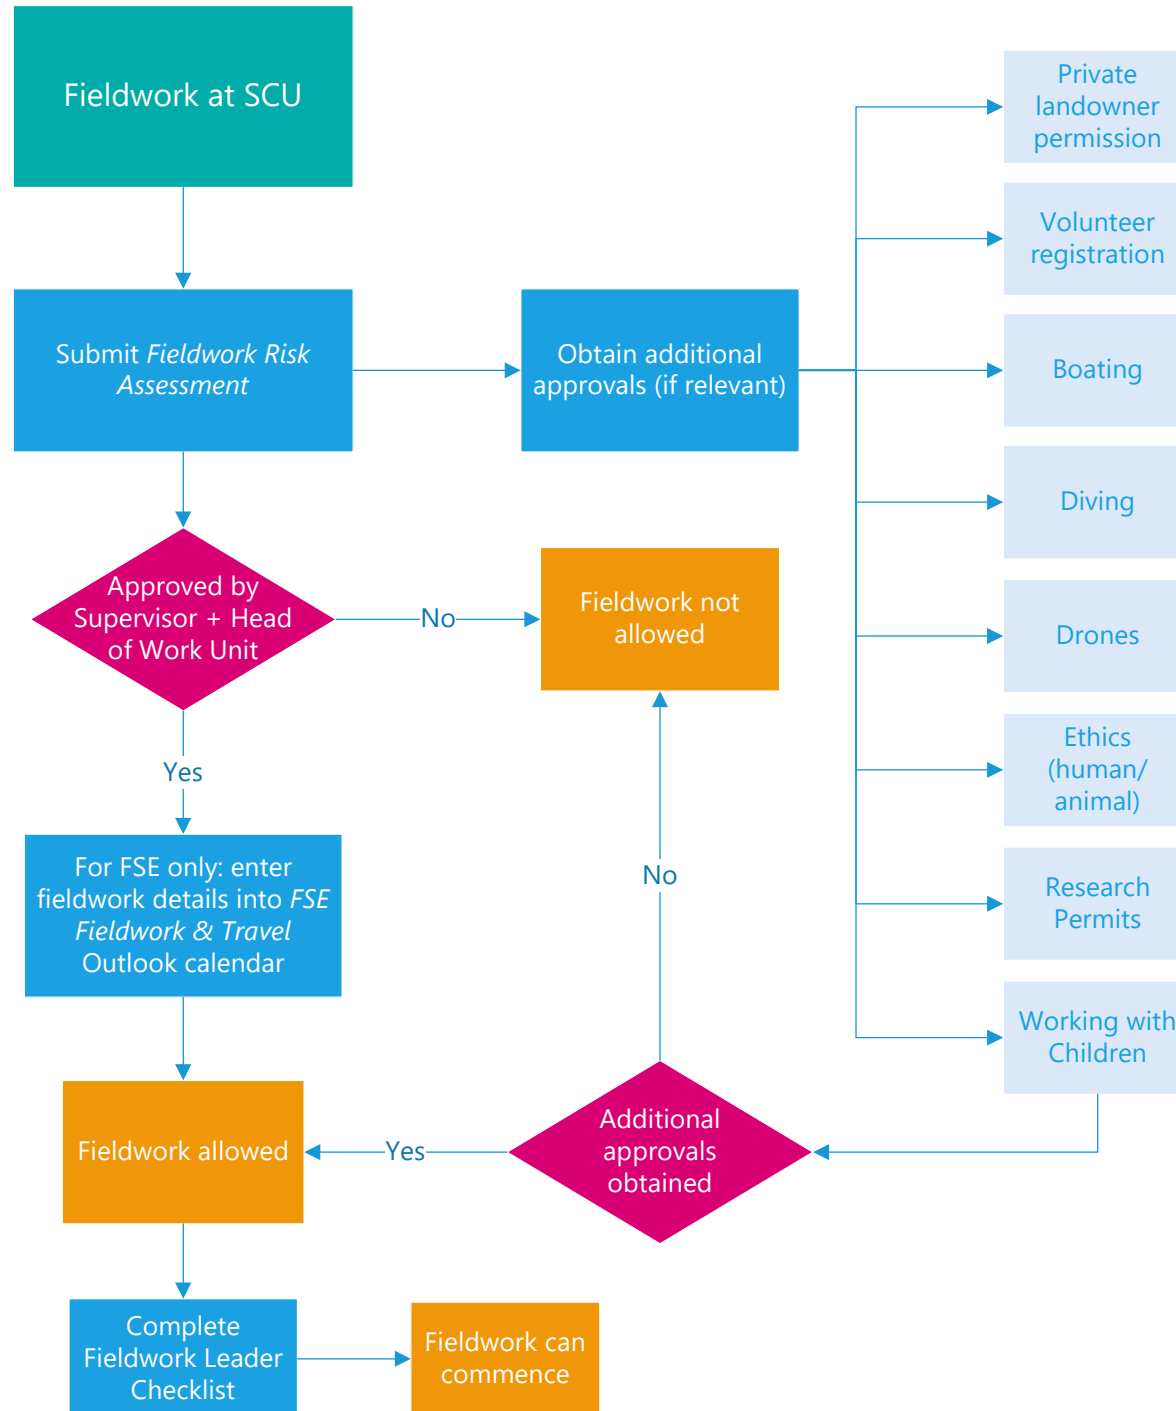 Fieldwork at SCU
Submit Fieldwork Risk
Assessment
Obtain additional
approvals (if relevant)
Private
landowner
permission
Volunteer
registration
Boating
Diving
Drones
Ethics
(human/
animal)
Research
Permits
Working with
Children
Approved by
Supervisor + Head
of Work Unit
No
Fieldwork not
allowed
Yes
For FSE only: enter
fieldwork details into FSE
Fieldwork & Travel
Outlook calendar
No
Additional
approvals
obtained
Yes
Fieldwork allowed
Complete
Fieldwork Leader
Checklist
Fieldwork can
commence